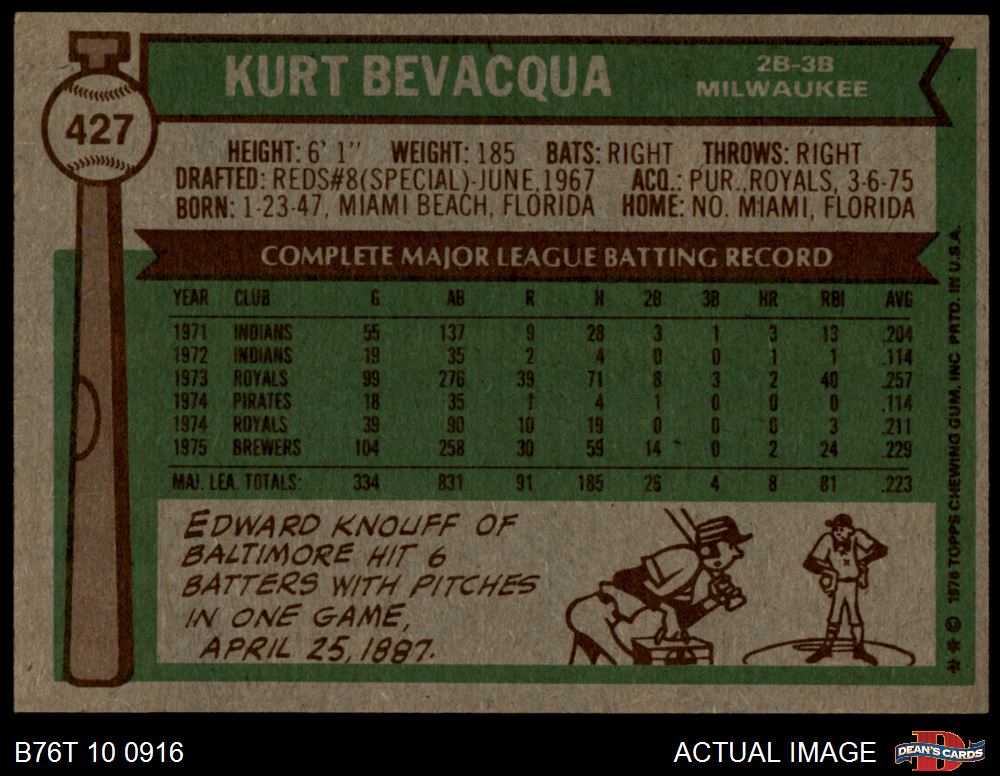 KURT BEVACQUA
2B-3B
MILWAUKEE
427
HEIGHT: 6' 1" WEIGHT: 185 BATS: RIGHT THROWS: RIGHT
DRAFTED: REDS#8(SPECIAL)-JUNE,1967 ACQ.: PUR.,ROYALS, 3-6-75
BORN: 1-23-47, MIAMI BEACH, FLORIDA HOME: NO. MIAMI, FLORIDA
COMPLETE MAJOR LEAGUE BATTING RECORD
YEAR CLUB G AB R H 2B 3B HR RBI AVG
1971 INDIANS 55 137 9 28 3 1 3 13 .204
1972 INDIANS 19 35 2 4 0 0 1 1 .114
1973 ROYALS 99 276 39 71 8 3 2 40 .257
1974 PIRATES 18 35 1 4 1 0 0 0 .114
1974 ROYALS 39 90 10 19 0 0 0 3 .211
1975 BREWERS 104 258 30 59 14 0 2 24 .229
MAJ. LEA. TOTALS: 334 831 91 185 26 4 8 81 .223
EDWARD KNOUFF OF
BALTIMORE HIT 6
BATTERS WITH PITCHES
IN ONE GAME,
APRIL 25, 1887.
** © 1976 TOPPS CHEWING GUM, INC PRTD. IN U.S.A.
B76T 10 0916
ACTUAL IMAGE
DEAN'S CARDS